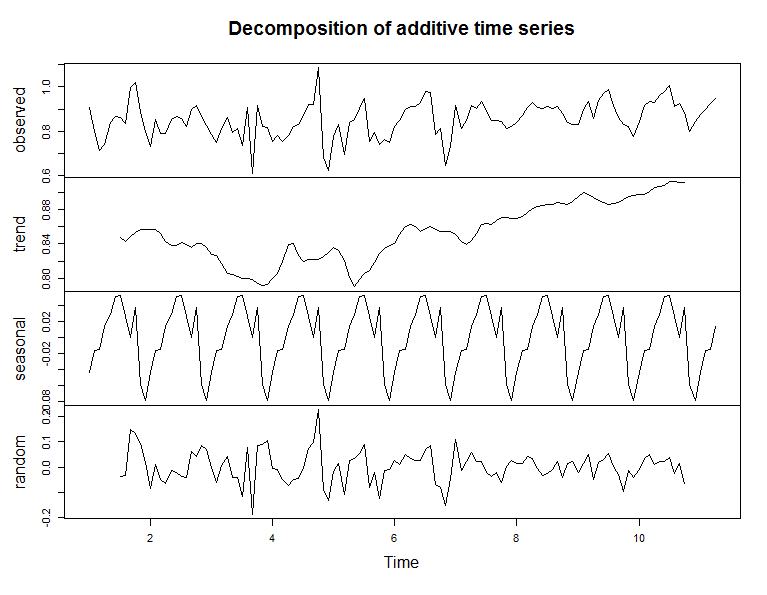 Decomposition of additive time series
observed
0.6 0.8 1.0
trend
0.80 0.84 0.88
seasonal
-0.08 -0.02 0.02
random
-0.2 0.0 0.1 0.20
2 4 6 8 10
Time